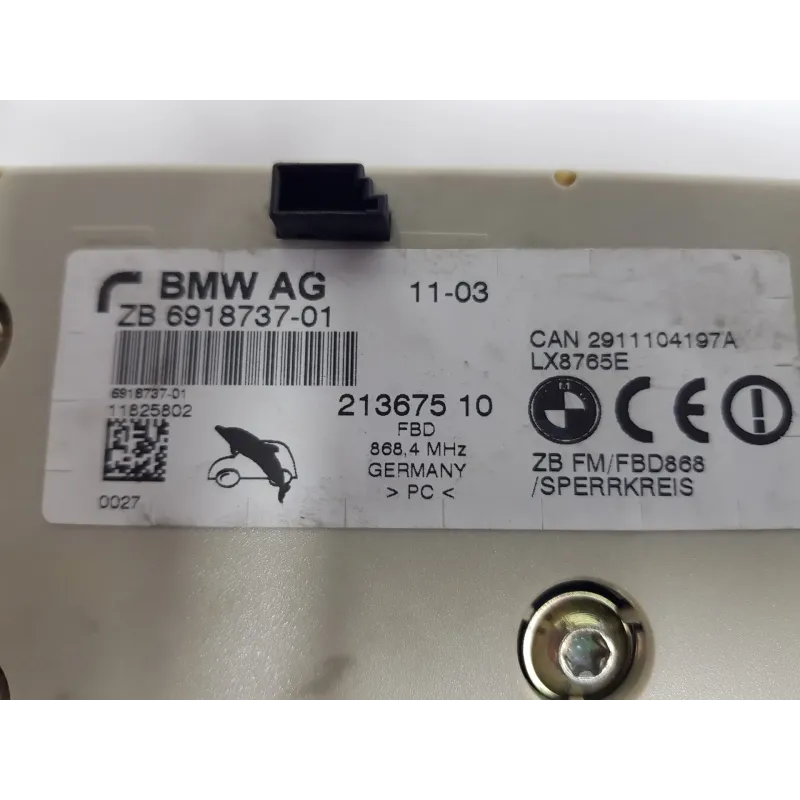 BMW AG
11-03
ZB 6918737-01
6918737-01
11825802
0027
213675 10
FBD
868,4 MHz
GERMANY
> PC <
CAN 2911104197A
LX8765E
CE
ZB FM/FBD868
/SPERRKREIS